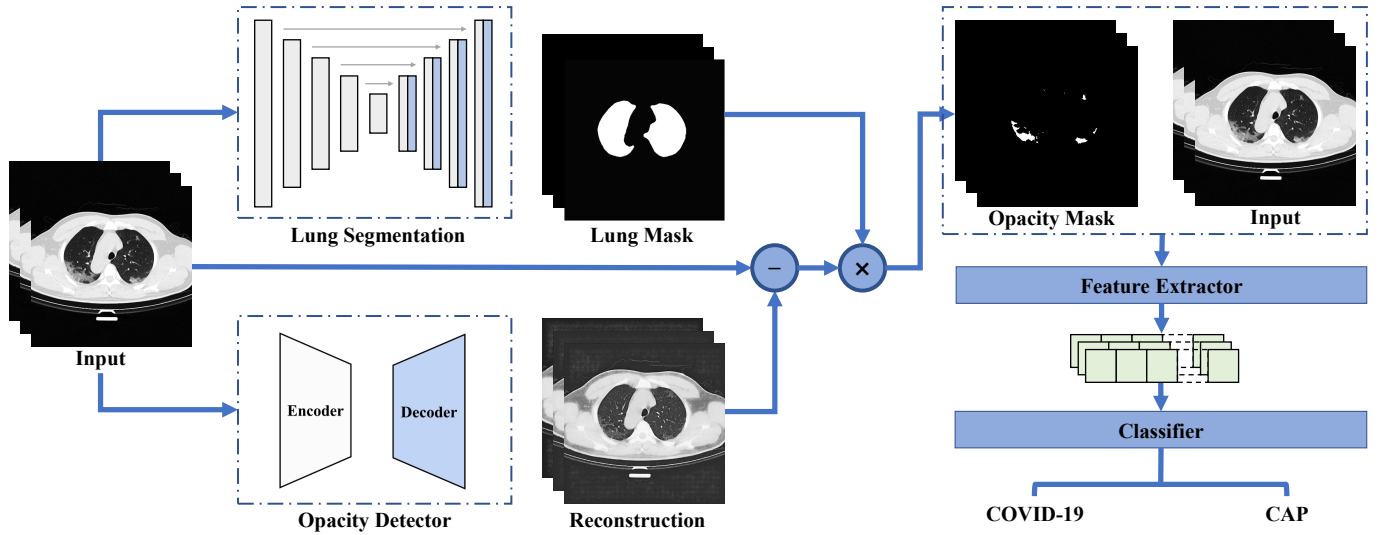 Input
Lung Segmentation
Encoder
Decoder
Opacity Detector
Lung Mask
Reconstruction
−
×
Opacity Mask
Input
Feature Extractor
Classifier
COVID-19
CAP